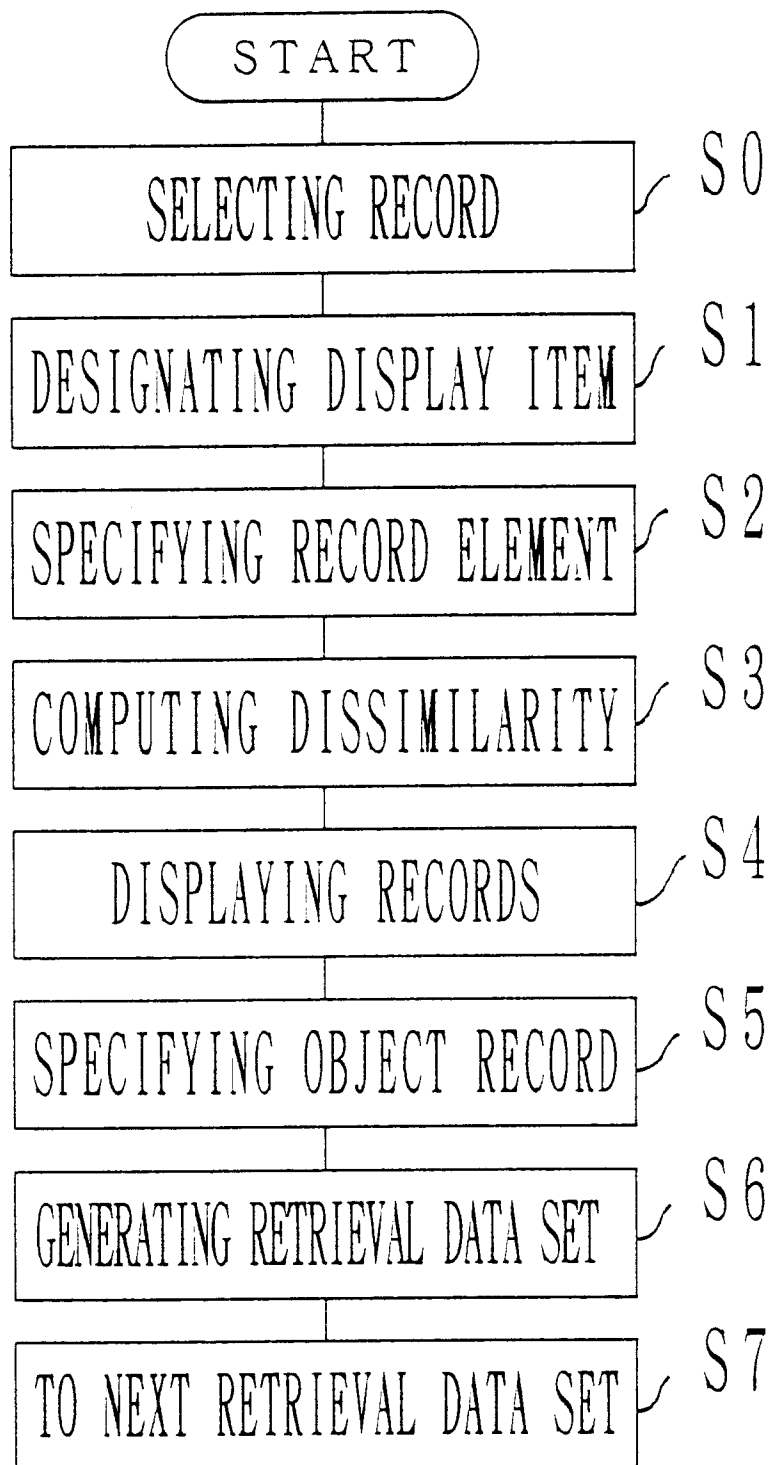 START
SELECTING RECORD S0
DESIGNATING DISPLAY ITEM S1
SPECIFYING RECORD ELEMENT S2
COMPUTING DISSIMILARITY S3
DISPLAYING RECORDS S4
SPECIFYING OBJECT RECORD S5
GENERATING RETRIEVAL DATA SET S6
TO NEXT RETRIEVAL DATA SET S7